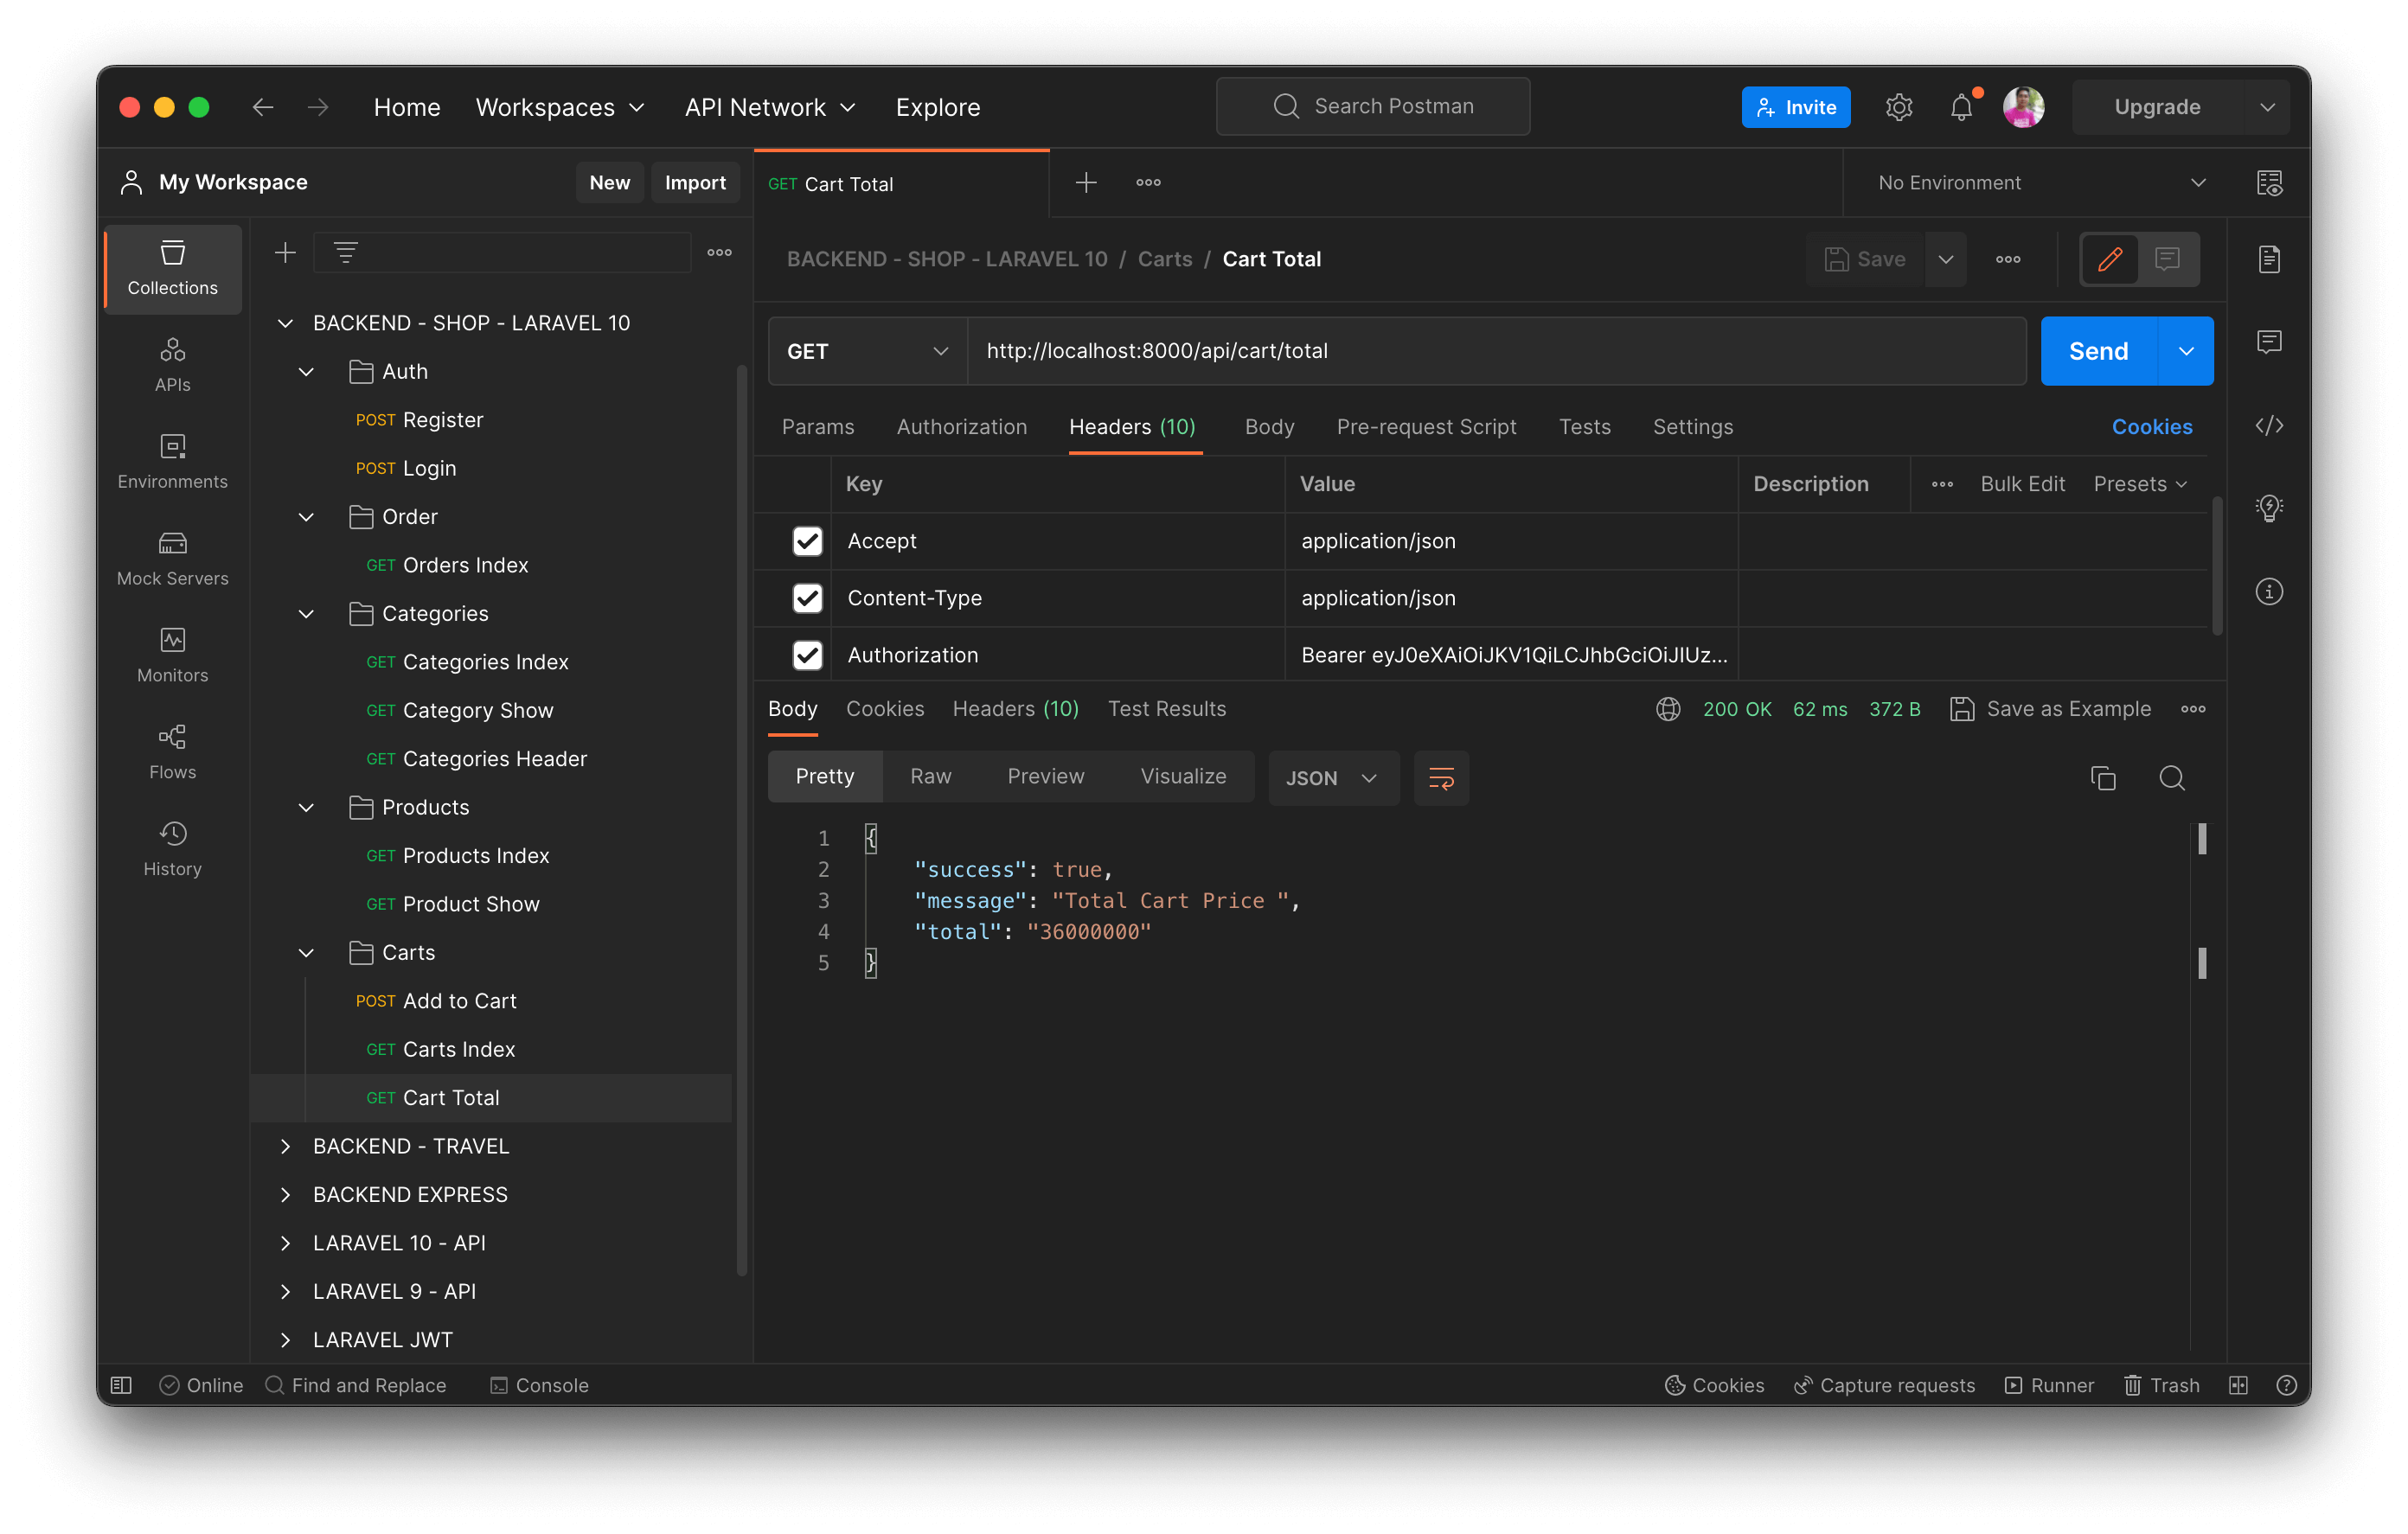 Home Workspaces API Network Explore Search Postman Invite Upgrade
My Workspace New Import
GET Cart Total No Environment
Collections
APIs
Environments
Mock Servers
Monitors
Flows
History
BACKEND - SHOP - LARAVEL 10
Auth
POST Register
POST Login
Order
GET Orders Index
Categories
GET Categories Index
GET Category Show
GET Categories Header
Products
GET Products Index
GET Product Show
Carts
POST Add to Cart
GET Carts Index
GET Cart Total
BACKEND - TRAVEL
BACKEND EXPRESS
LARAVEL 10 - API
LARAVEL 9 - API
LARAVEL JWT
BACKEND - SHOP - LARAVEL 10 / Carts / Cart Total Save
GET http://localhost:8000/api/cart/total Send
Params Authorization Headers (10) Body Pre-request Script Tests Settings Cookies
Key Value Description Bulk Edit Presets
Accept application/json
Content-Type application/json
Authorization Bearer eyJ0eXAiOiJKV1QiLCJhbGciOiJIUz...
Body Cookies Headers (10) Test Results 200 OK 62 ms 372 B Save as Example
Pretty Raw Preview Visualize JSON
1 {
2 "success": true,
3 "message": "Total Cart Price ",
4 "total": "36000000"
5 }
Online Find and Replace Console Cookies Capture requests Runner Trash